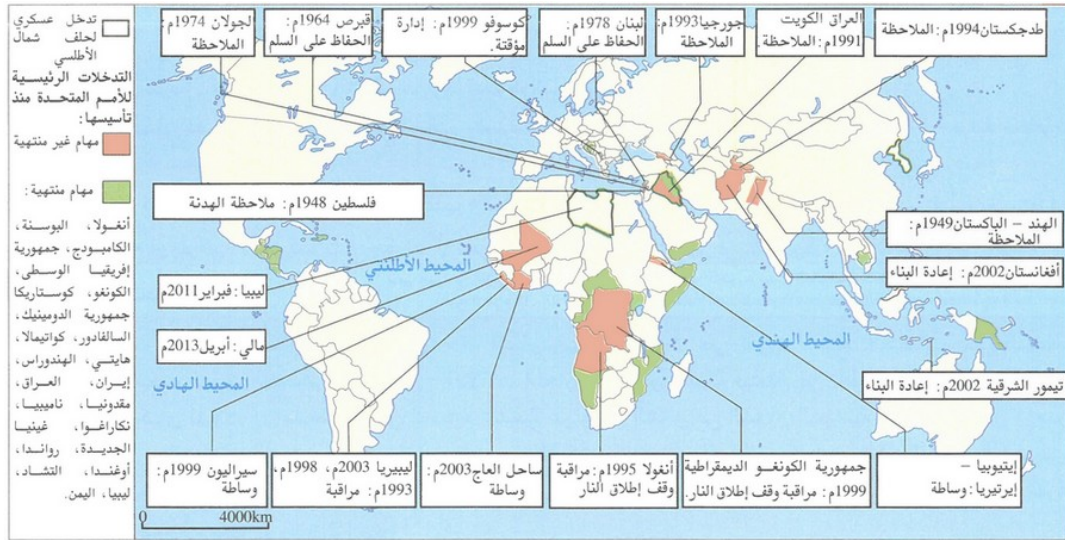 تدخل عسكري
لحلف شمال
الأطلسي
التدخلات الرئيسية
للأمم المتحدة منذ
تأسيسها:
مهام غير منتهية
مهام منتهية:
أنغولا، البوسنة،
الكامبودج، جمهورية
إفريقيا الوسطى،
الكونغو، كوستاريكا
جمهورية الدومينيك،
السالفادور، كواتيمالا،
هايتي، الهندوراس،
إيران، العراق،
مقدونيا، ناميبيا،
نكاراغوا، غينيا
الجديدة، رواندا،
أوغندا، التشاد،
ليبيا، اليمن.
طدجكستان1994م: الملاحظة
العراق الكويت
1991م: الملاحظة.
جورجيا1993م:
الملاحظة
لبنان 1978م:
الحفاظ على السلم
كوسوفو 1999م: إدارة
مؤقتة.
قبرص 1964م:
الحفاظ على السلم
الجولان 1974م:
الملاحظة
فلسطين 1948م: ملاحظة الهدنة
الهند – الباكستان1949م:
الملاحظة
المحيط الأطلنتي
أفغانستان2002م: إعادة البناء
ليبيا: فبراير2011م
المحيط الهندي
مالي: أبريل2013م
المحيط الهادي
تيمور الشرقية 2002م: إعادة البناء
إيتيوبيا –
إيرتيريا: وساطة
جمهورية الكونغو الديمقراطية
1999م: مراقبة وقف إطلاق النار.
أنغولا 1995م: مراقبة
وقف إطلاق النار
ساحل العاج2003م:
وساطة
ليبيريا 2003م، 1998م،
1993م: مراقبة
سيراليون 1999م:
وساطة
0 4000km